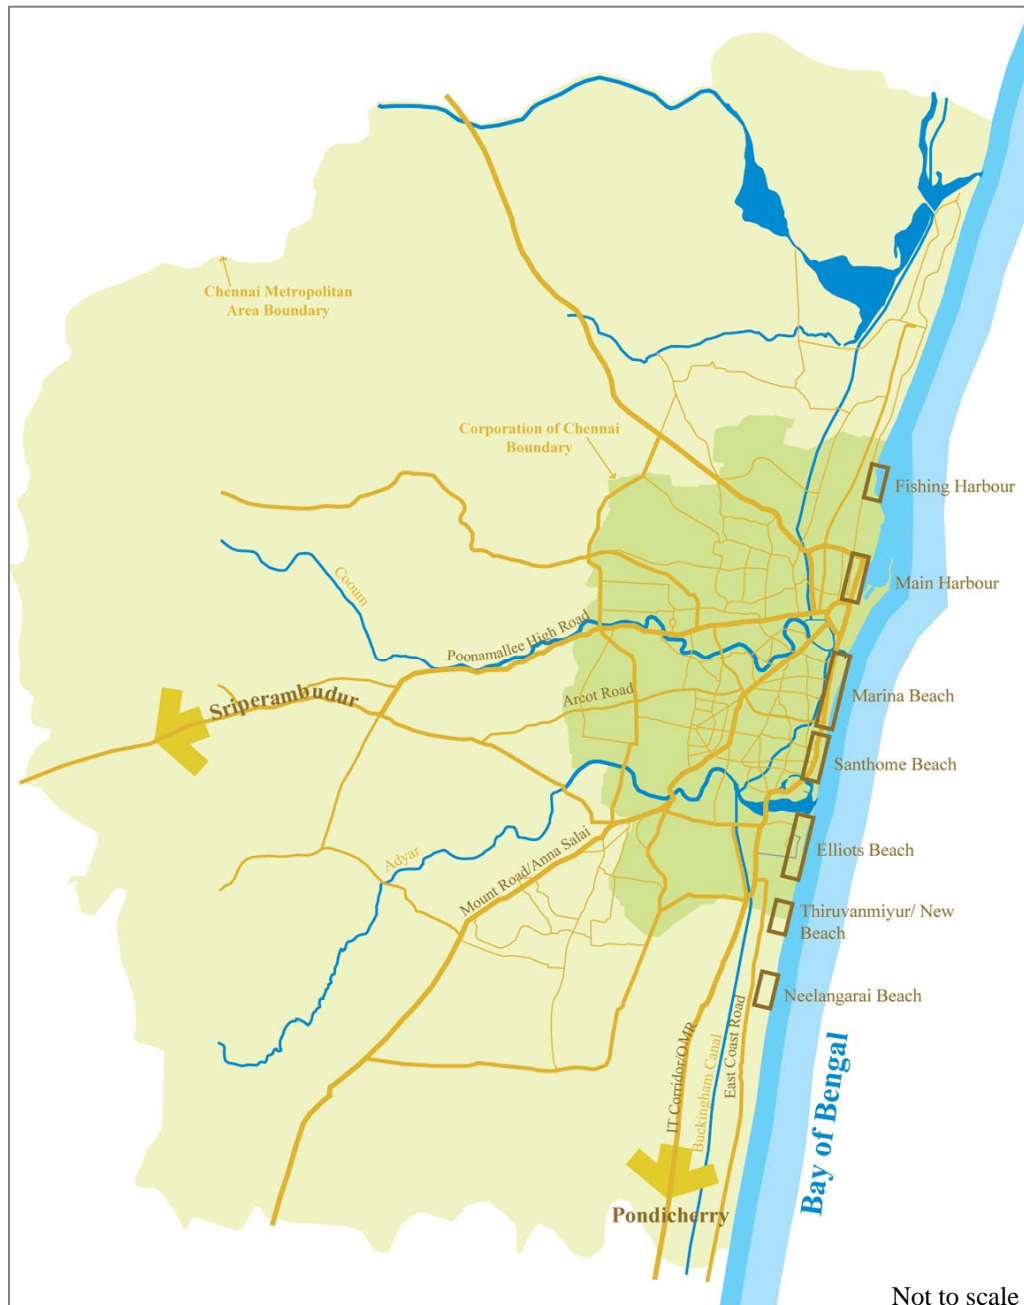 Chennai Metropolitan
Area Boundary
Corporation of Chennai
Boundary
Fishing Harbour
Cooum
Main Harbour
Poonamallee High Road
Sriperambudur
Arcot Road
Marina Beach
Santhome Beach
Adyar
Mount Road/Anna Salai
Elliots Beach
Thiruvanmiyur/ New
Beach
Neelangarai Beach
IT Corridor/OMR
Buckingham Canal
East Coast Road
Bay of Bengal
Pondicherry
Not to scale